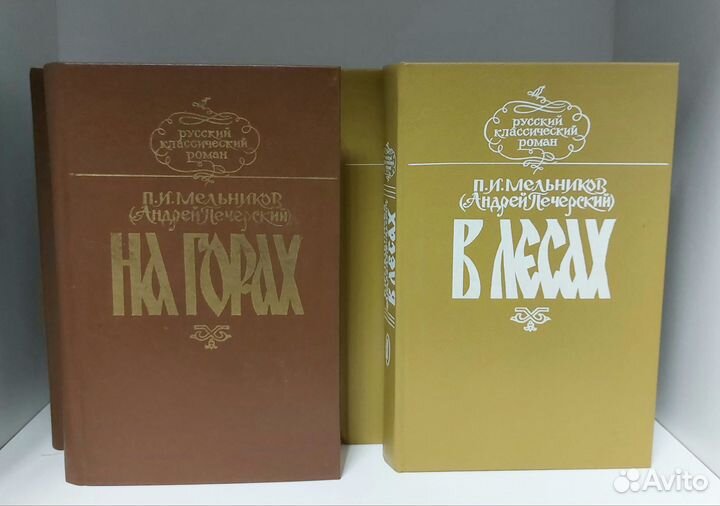 русский
классический
роман
П.И. Мельников
(Андрей Печерский)
НА ГОРАХ
русский
классический
роман
П.И. Мельников
(Андрей Печерский)
В ЛЕСАХ
В ЛЕСАХ
Avito